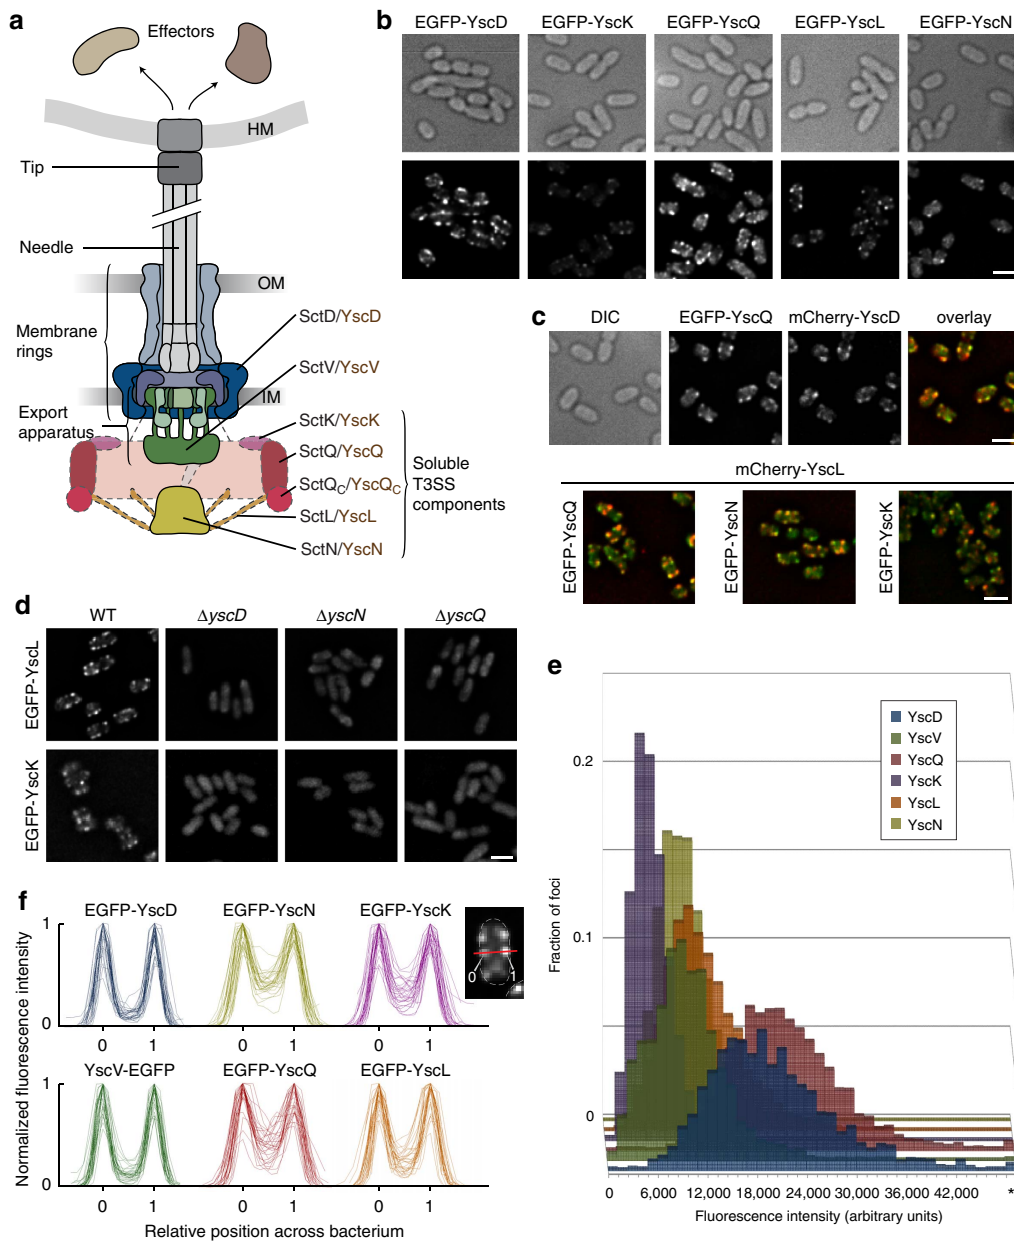 a
Effectors
HM
Tip
Needle
OM
Membrane
rings
SctD/YscD
SctV/YscV
IM
Export
apparatus
SctK/YscK
SctQ/YscQ
SctQC/YscQC
SctL/YscL
SctN/YscN
Soluble
T3SS
components
b
EGFP-YscD EGFP-YscK EGFP-YscQ EGFP-YscL EGFP-YscN
c
DIC EGFP-YscQ mCherry-YscD overlay
mCherry-YscL
EGFP-YscQ
EGFP-YscN
EGFP-YscK
d
WT ΔyscD ΔyscN ΔyscQ
EGFP-YscL
EGFP-YscK
e
YscD
YscV
YscQ
YscK
YscL
YscN
0.2
0.1
0
Fraction of foci
0 6,000 12,000 18,000 24,000 30,000 36,000 42,000 *
Fluorescence intensity (arbitrary units)
f
EGFP-YscD EGFP-YscN EGFP-YscK
1
0
0 1 0 1 0 1
0 1
YscV-EGFP EGFP-YscQ EGFP-YscL
1
0
0 1 0 1 0 1
Normalized fluorescence intensity
Relative position across bacterium